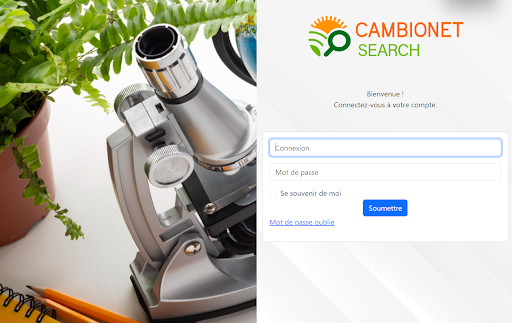 CAMBIONET
SEARCH
Bienvenue !
Connectez-vous à votre compte.
Connexion
Mot de passe
Se souvenir de moi
Soumettre
Mot de passe oublié